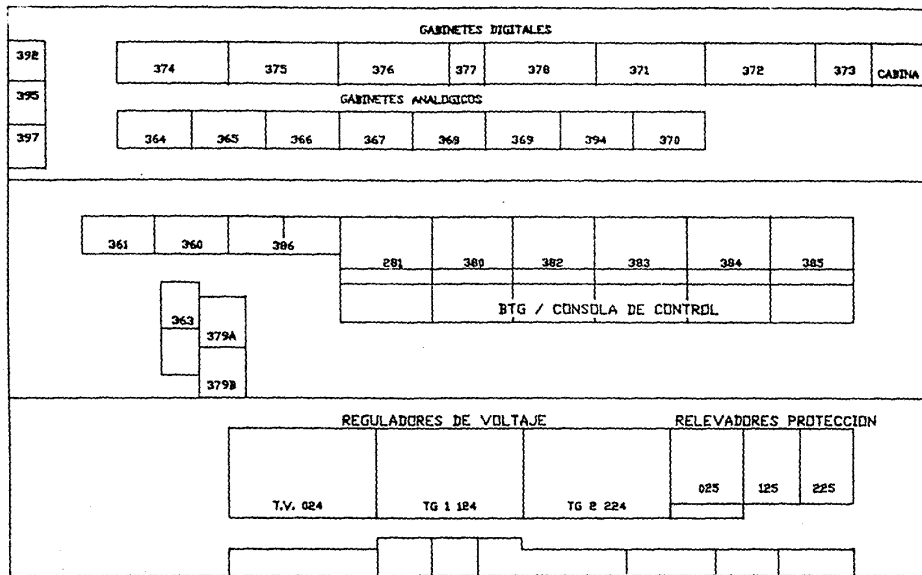 GABINETES DIGITALES
392
374 375 376 377 378 371 372 373 CABINA
395
GABINETES ANALOGICOS
397
364 365 366 367 368 369 394 370
361 360 386
281 380 382 383 384 385
BTG / CONSOLA DE CONTROL
363
379A
379B
REGULADORES DE VOLTAJE RELEVADORES PROTECCION
025 125 225
T.V. 024 TG 1 124 TG 2 224